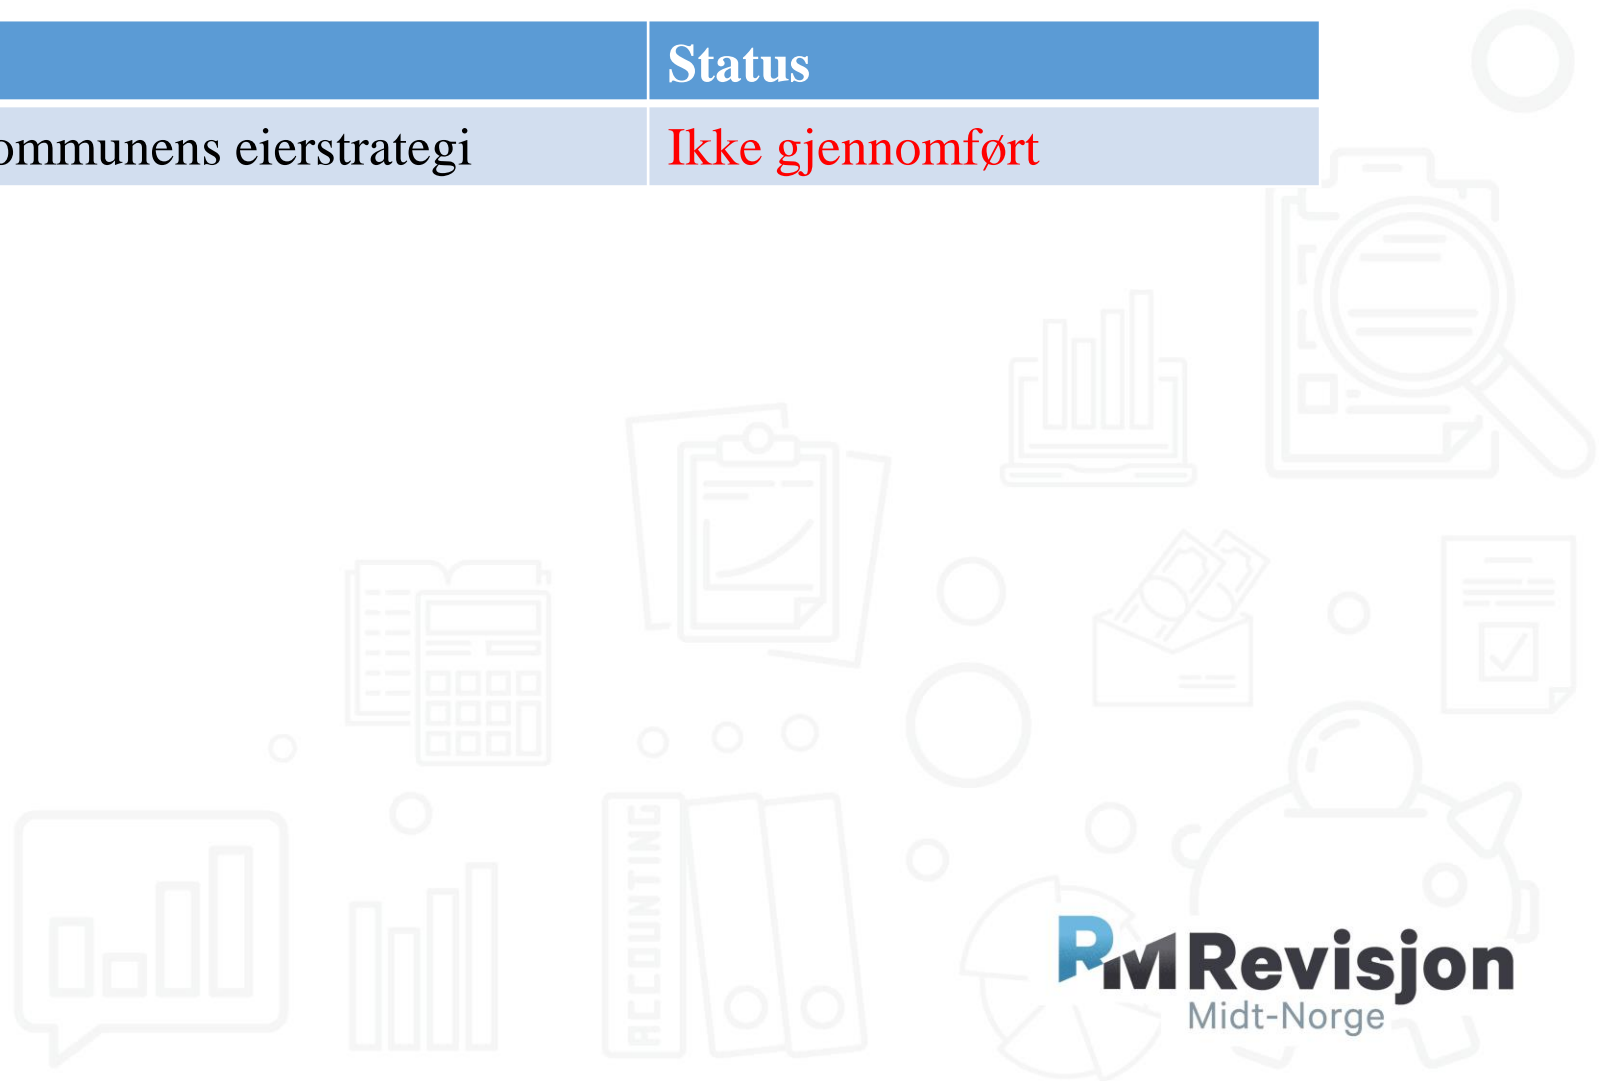 Status
ommunens eierstrategi
Ikke gjennomført
ACCOUNTING
RM Revisjon
Midt-Norge